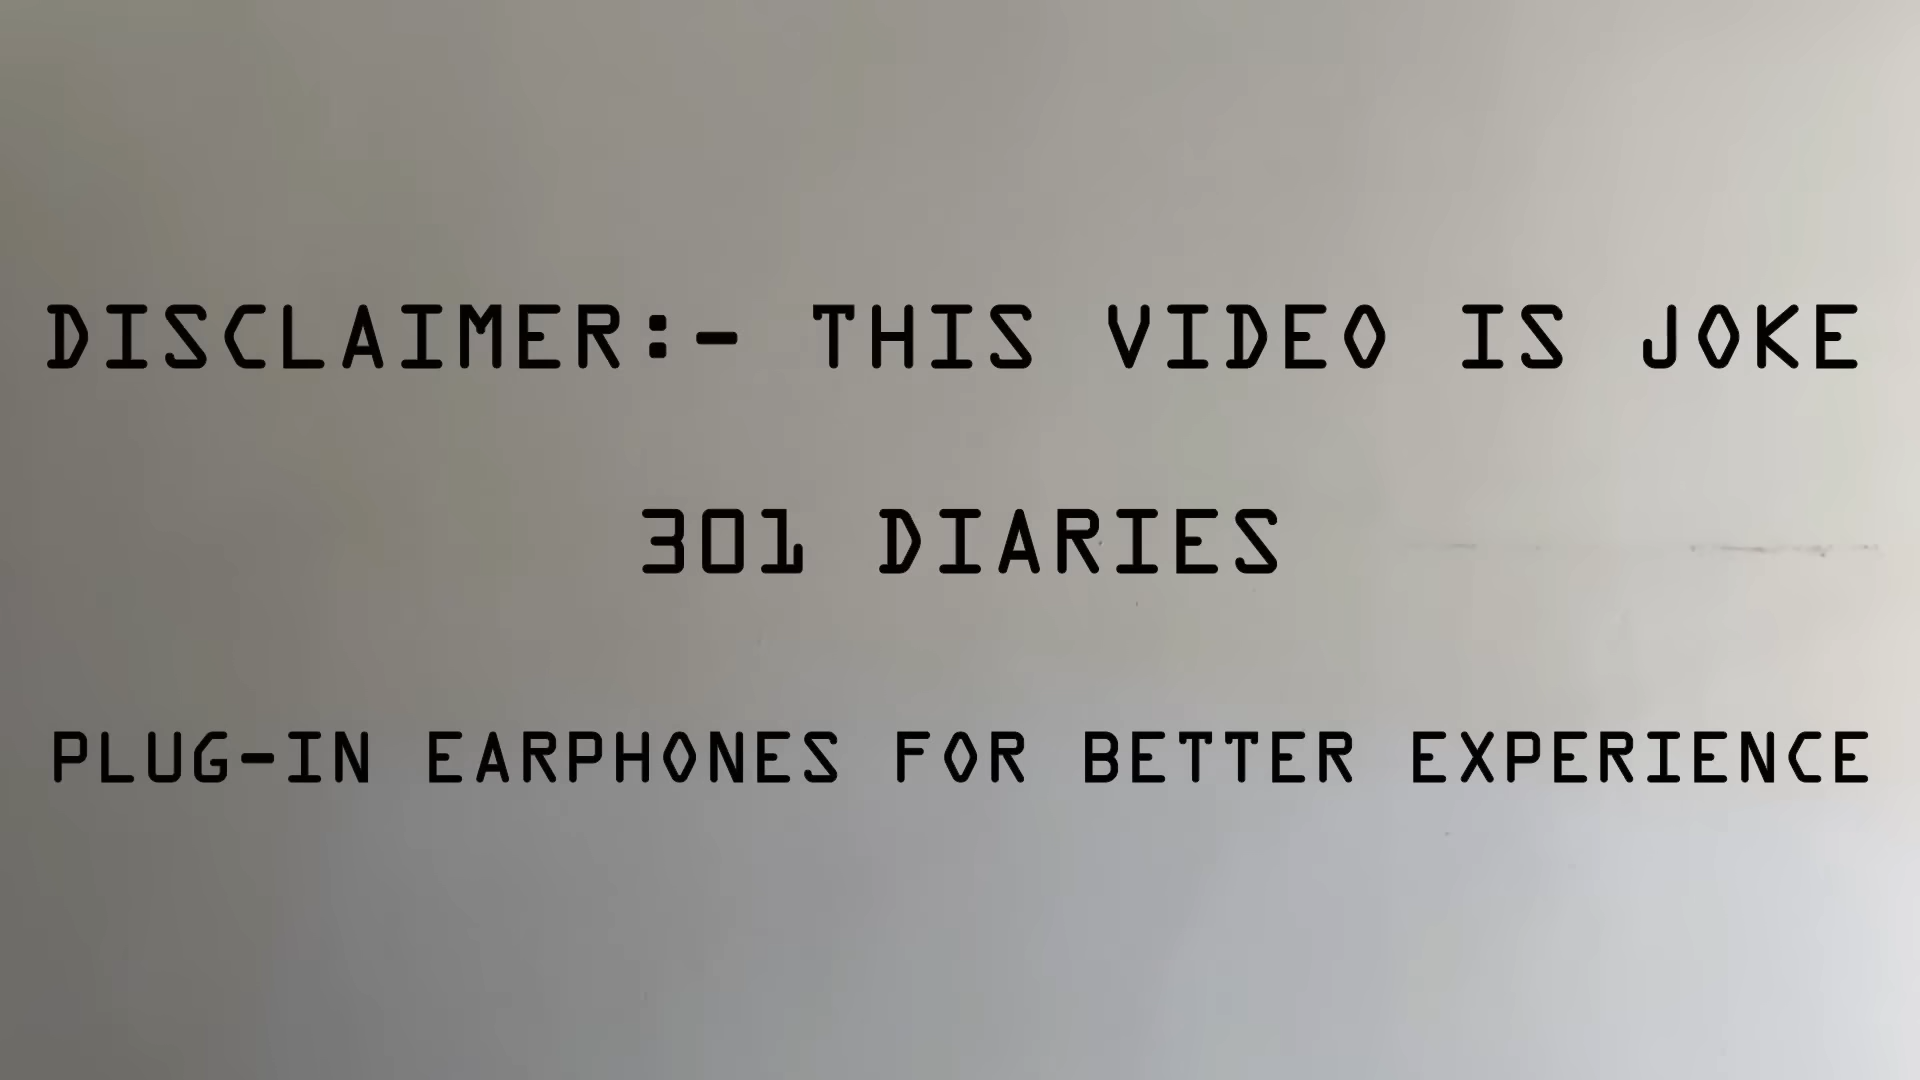 DISCLAIMER:- THIS VIDEO IS JOKE
301 DIARIES
PLUG-IN EARPHONES FOR BETTER EXPERIENCE